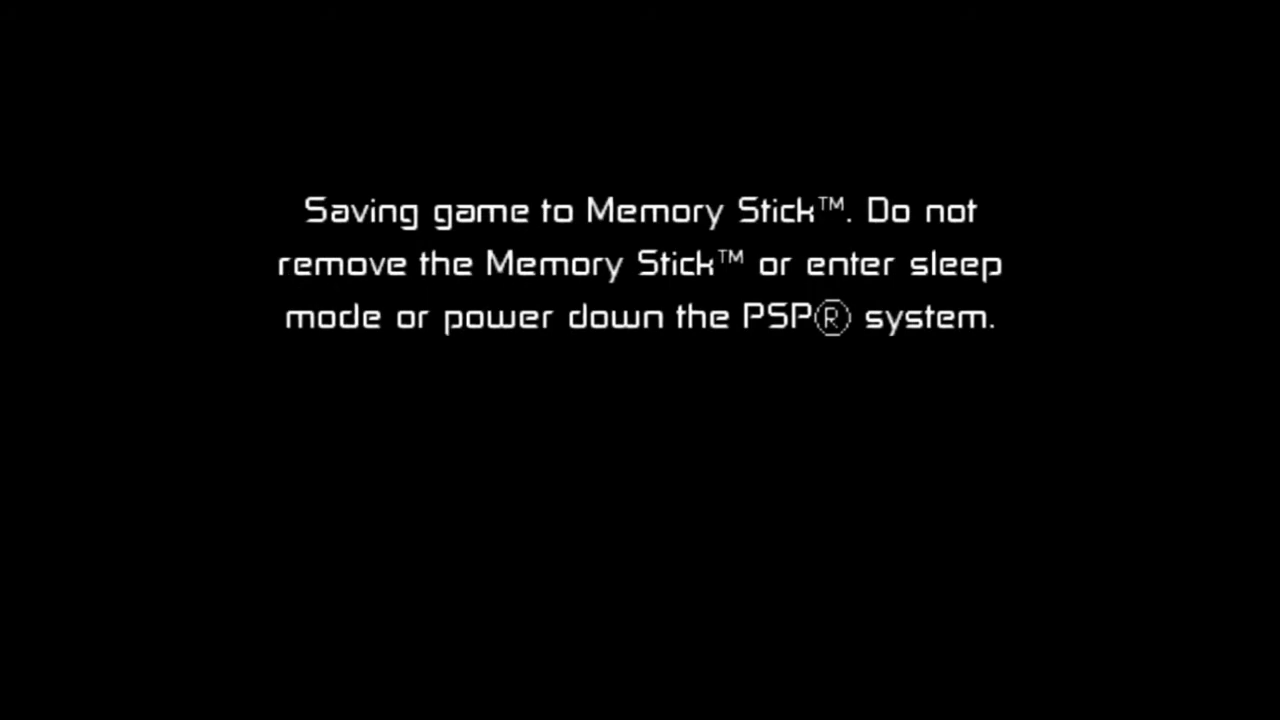 Saving game to Memory Stick™. Do not
remove the Memory Stick™ or enter sleep
mode or power down the PSP® system.